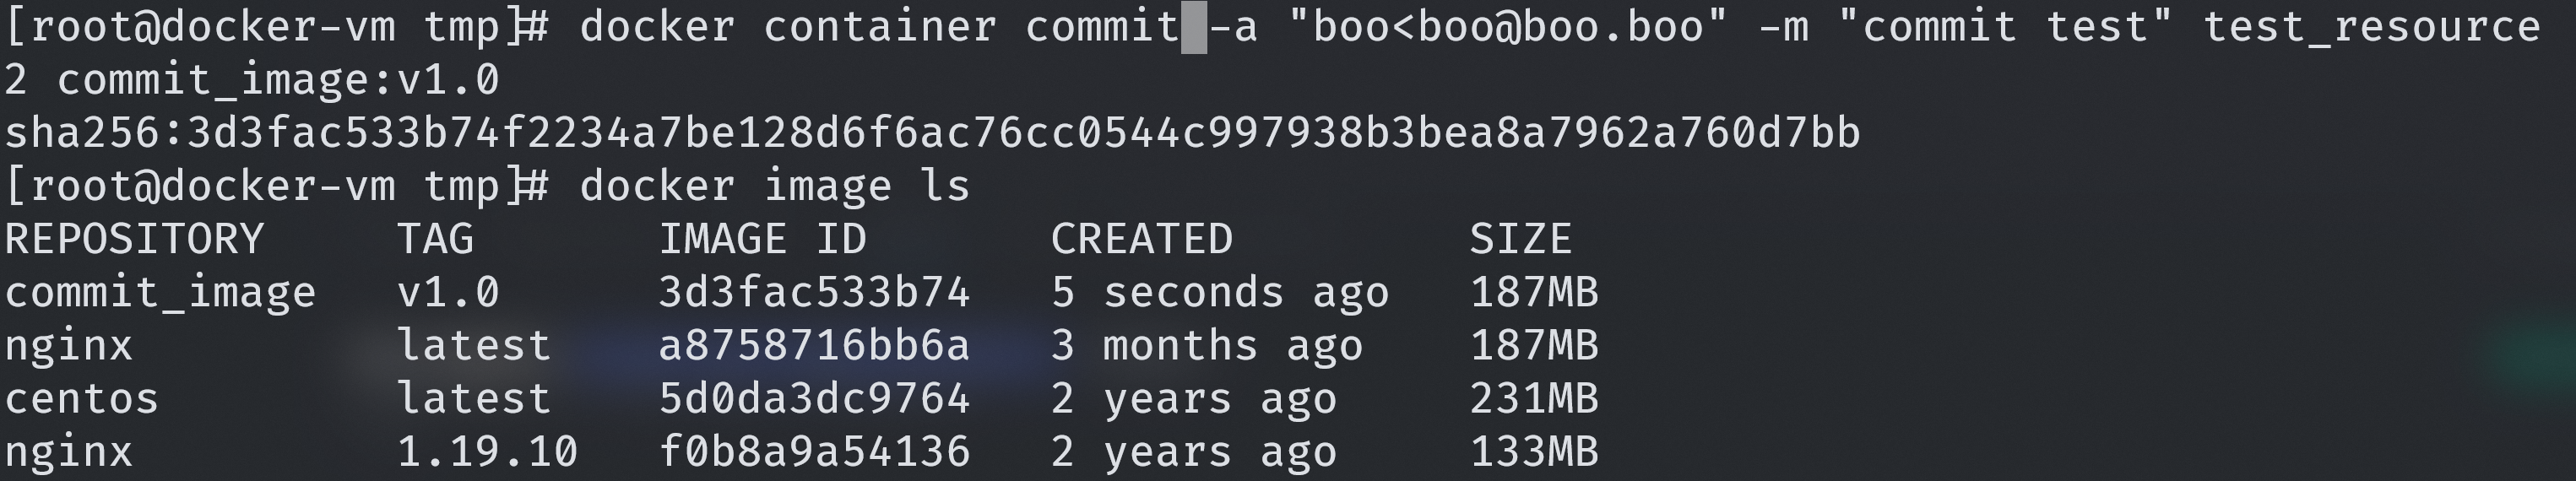 [root@docker-vm tmp]# docker container commit -a "boo<boo@boo.boo" -m "commit test" test_resource
2 commit_image:v1.0
sha256:3d3fac533b74f2234a7be128d6f6ac76cc0544c997938b3bea8a7962a760d7bb
[root@docker-vm tmp]# docker image ls
REPOSITORY     TAG       IMAGE ID       CREATED         SIZE
commit_image   v1.0      3d3fac533b74   5 seconds ago   187MB
nginx          latest    a8758716bb6a   3 months ago    187MB
centos         latest    5d0da3dc9764   2 years ago     231MB
nginx          1.19.10   f0b8a9a54136   2 years ago     133MB